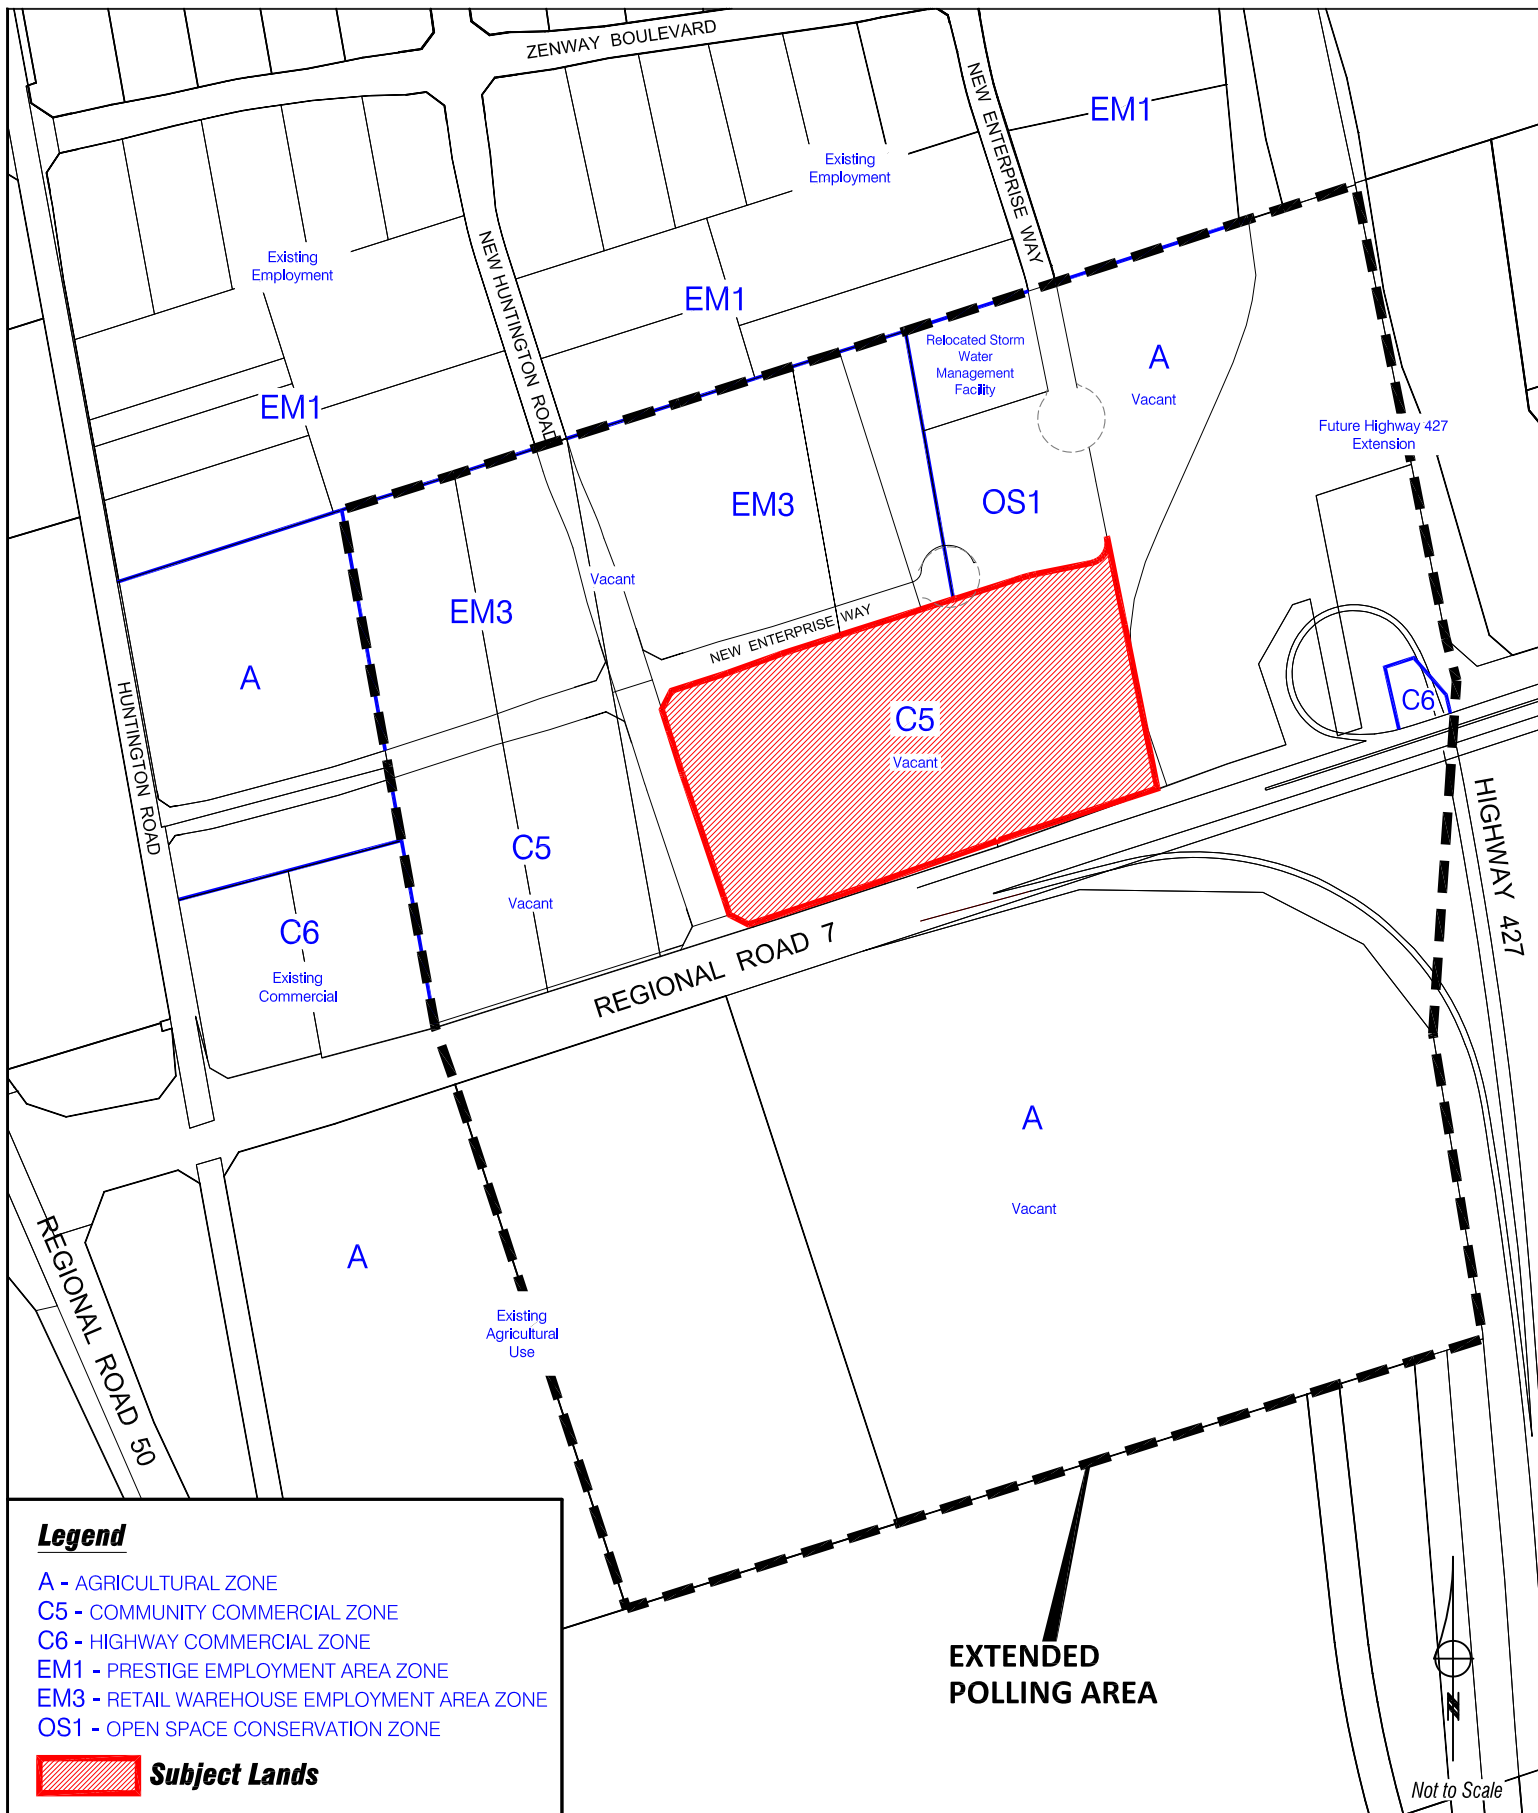 ZENWAY BOULEVARD
NEW ENTERPRISE WAY
EM1
Existing
Employment
NEW HUNTINGTON ROAD
Existing
Employment
EM1
EM1
Relocated Storm
Water
Management
Facility
A
Vacant
Future Highway 427
Extension
EM3
OS1
Vacant
EM3
NEW ENTERPRISE WAY
A
HUNTINGTON ROAD
C5
Vacant
C6
HIGHWAY 427
C5
Vacant
C6
Existing
Commercial
REGIONAL ROAD 7
A
Vacant
A
REGIONAL ROAD 50
Existing
Agricultural
Use
Legend
A - AGRICULTURAL ZONE
C5 - COMMUNITY COMMERCIAL ZONE
C6 - HIGHWAY COMMERCIAL ZONE
EM1 - PRESTIGE EMPLOYMENT AREA ZONE
EM3 - RETAIL WAREHOUSE EMPLOYMENT AREA ZONE
OS1 - OPEN SPACE CONSERVATION ZONE
Subject Lands
EXTENDED
POLLING AREA
N
Not to Scale